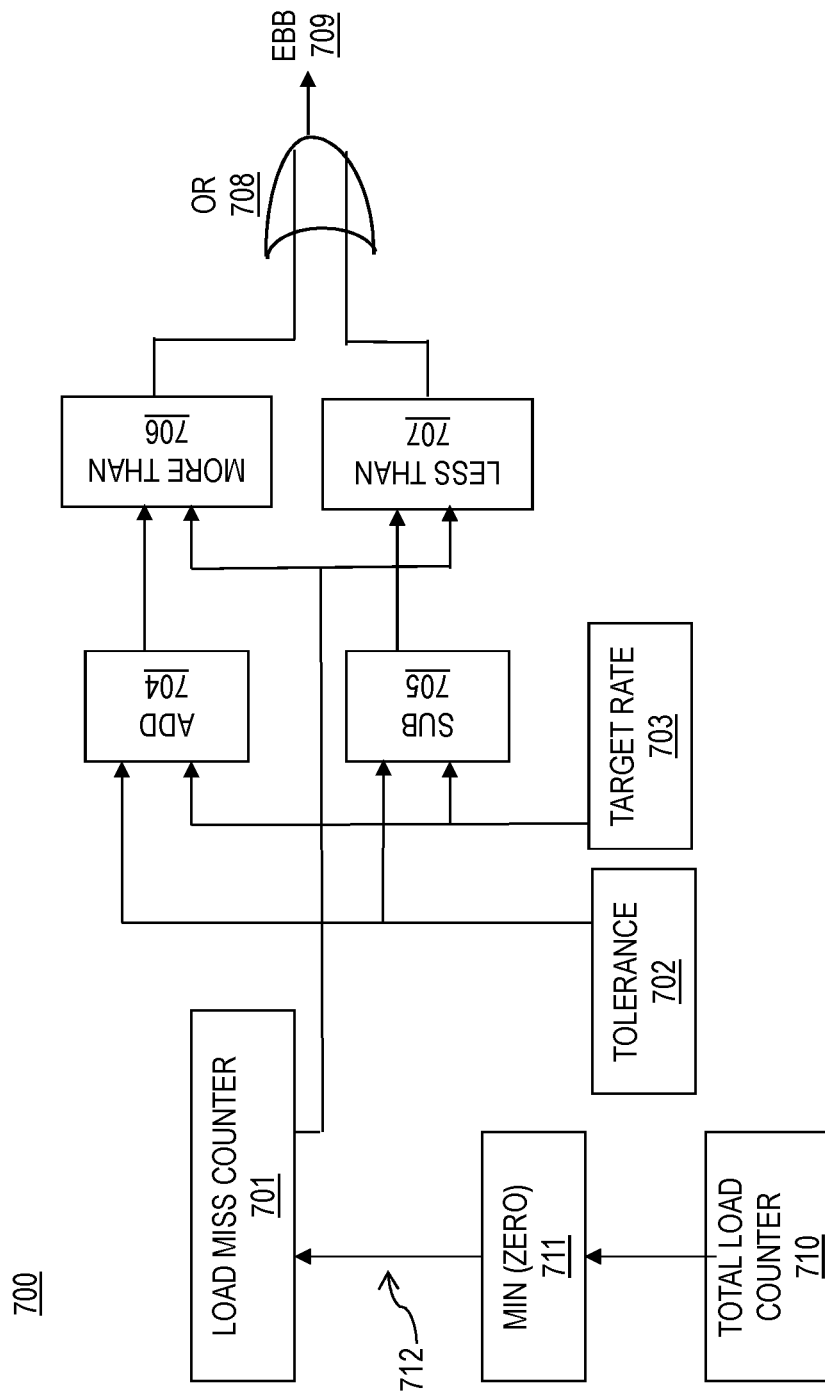 700
LOAD MISS COUNTER
701
712
MIN (ZERO)
711
TOTAL LOAD
COUNTER
710
TOLERANCE
702
TARGET RATE
703
ADD
704
SUB
705
MORE THAN
706
LESS THAN
707
OR
708
EBB
709